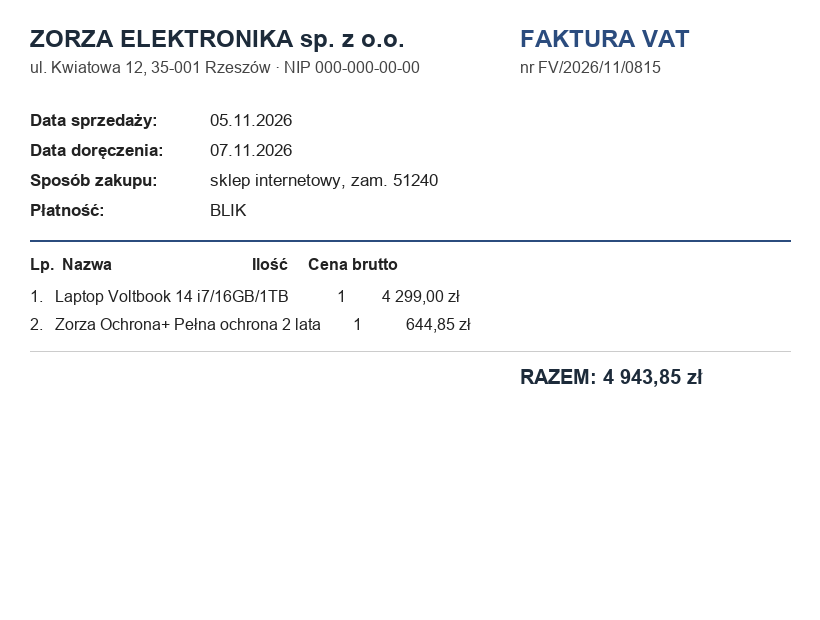 ZORZA ELEKTRONIKA sp. z o.o.
FAKTURA VAT
ul. Kwiatowa 12, 35-001 Rzeszów · NIP 000-000-00-00
nr FV/2026/11/0815
Data sprzedaży: 05.11.2026
Data doręczenia: 07.11.2026
Sposób zakupu: sklep internetowy, zam. 51240
Płatność: BLIK
Lp. Nazwa Ilość Cena brutto
1. Laptop Voltbook 14 i7/16GB/1TB 1 4 299,00 zł
2. Zorza Ochrona+ Pełna ochrona 2 lata 1 644,85 zł
RAZEM: 4 943,85 zł